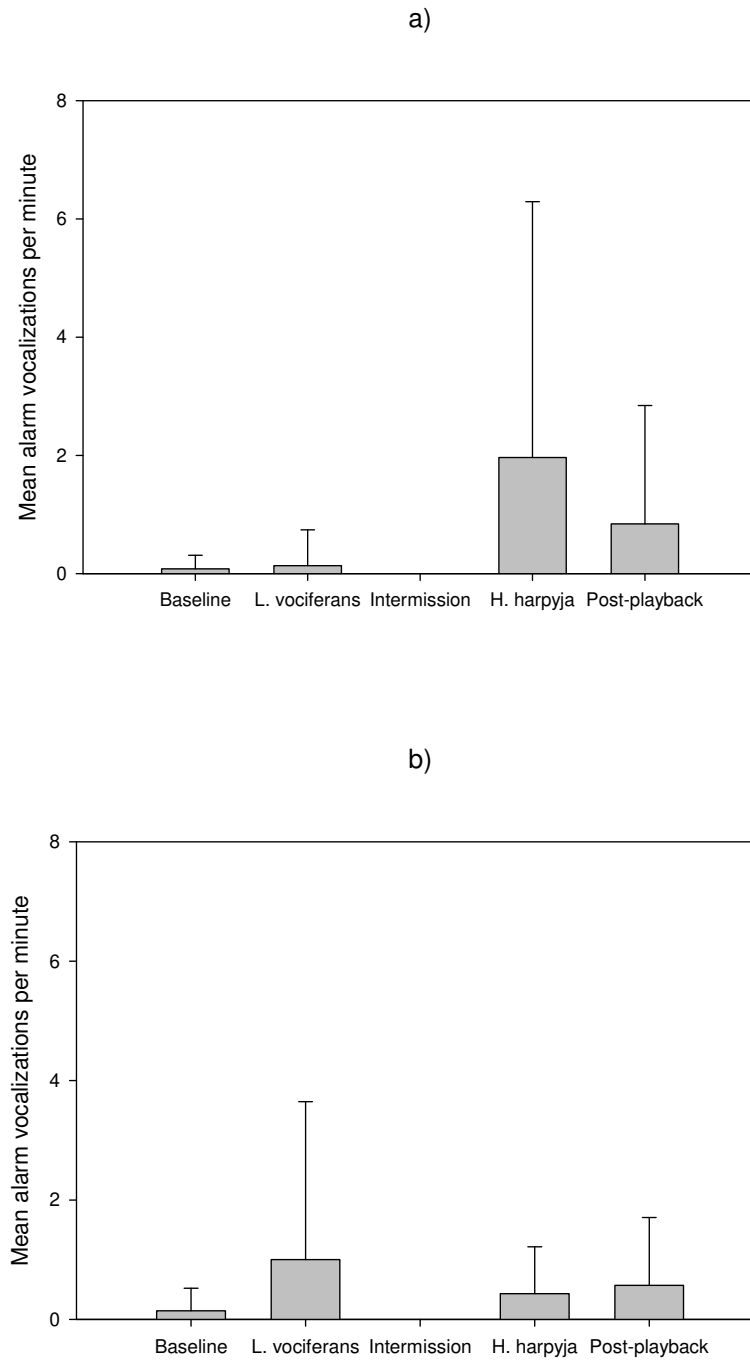 a)
Mean alarm vocalizations per minute
8
6
4
2
0
Baseline L. vociferans Intermission H. harpyja Post-playback
b)
Mean alarm vocalizations per minute
8
6
4
2
0
Baseline L. vociferans Intermission H. harpyja Post-playback